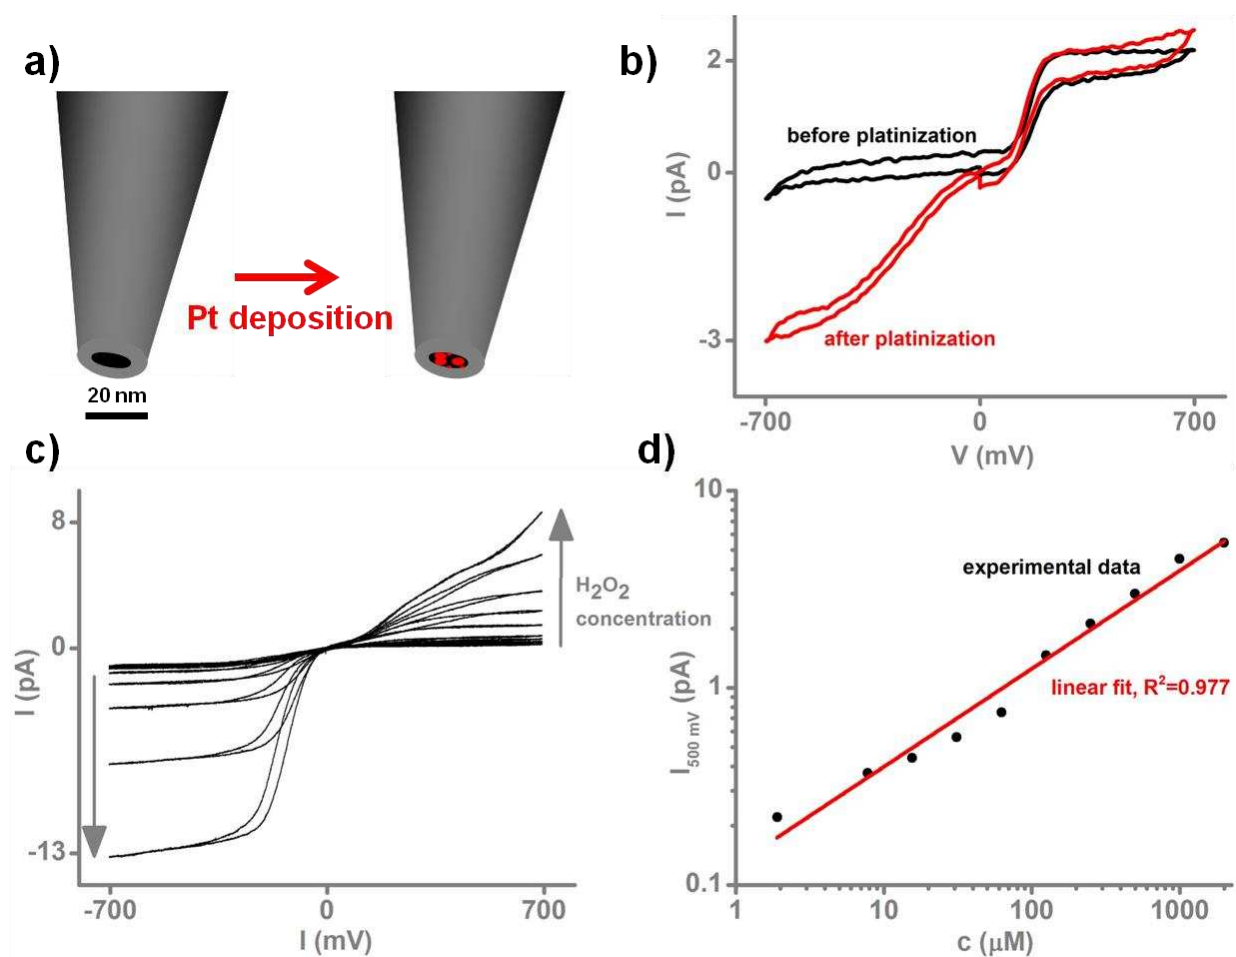 a)
Pt deposition
20 nm
b)
2
0
-3
I (pA)
before platinization
after platinization
-700
0
700
V (mV)
c)
8
0
-13
I (pA)
H2O2
concentration
-700
0
700
I (mV)
d)
10
1
0.1
I500 mV (pA)
experimental data
linear fit, R²=0.977
1
10
100
1000
c (µM)